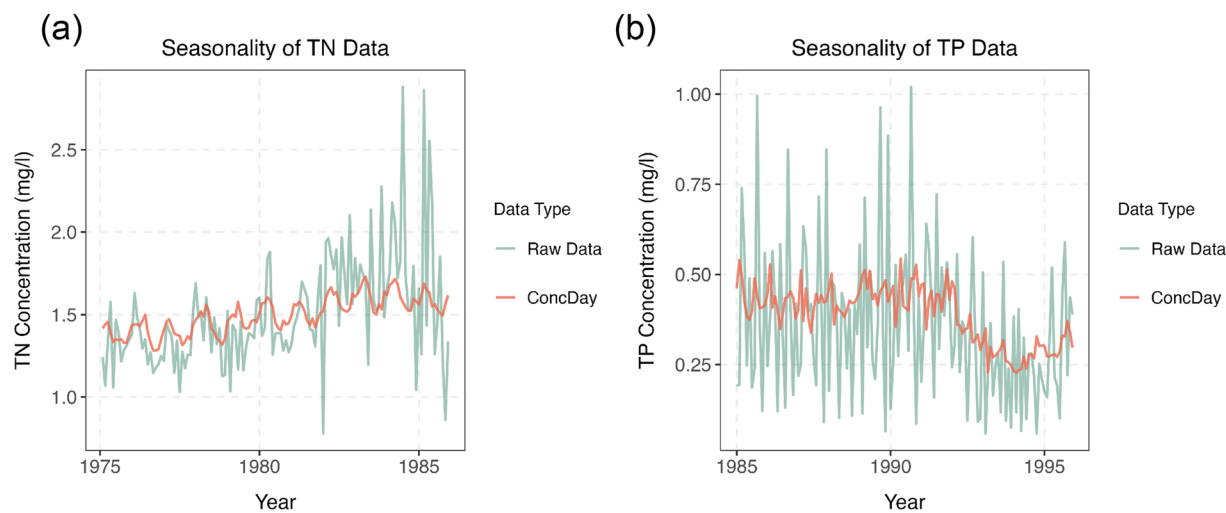 (a)
Seasonality of TN Data
TN Concentration (mg/l)
2.5
2.0
1.5
1.0
1975
1980
1985
Year
Data Type
Raw Data
ConcDay
(b)
Seasonality of TP Data
TP Concentration (mg/l)
1.00
0.75
0.50
0.25
1985
1990
1995
Year
Data Type
Raw Data
ConcDay